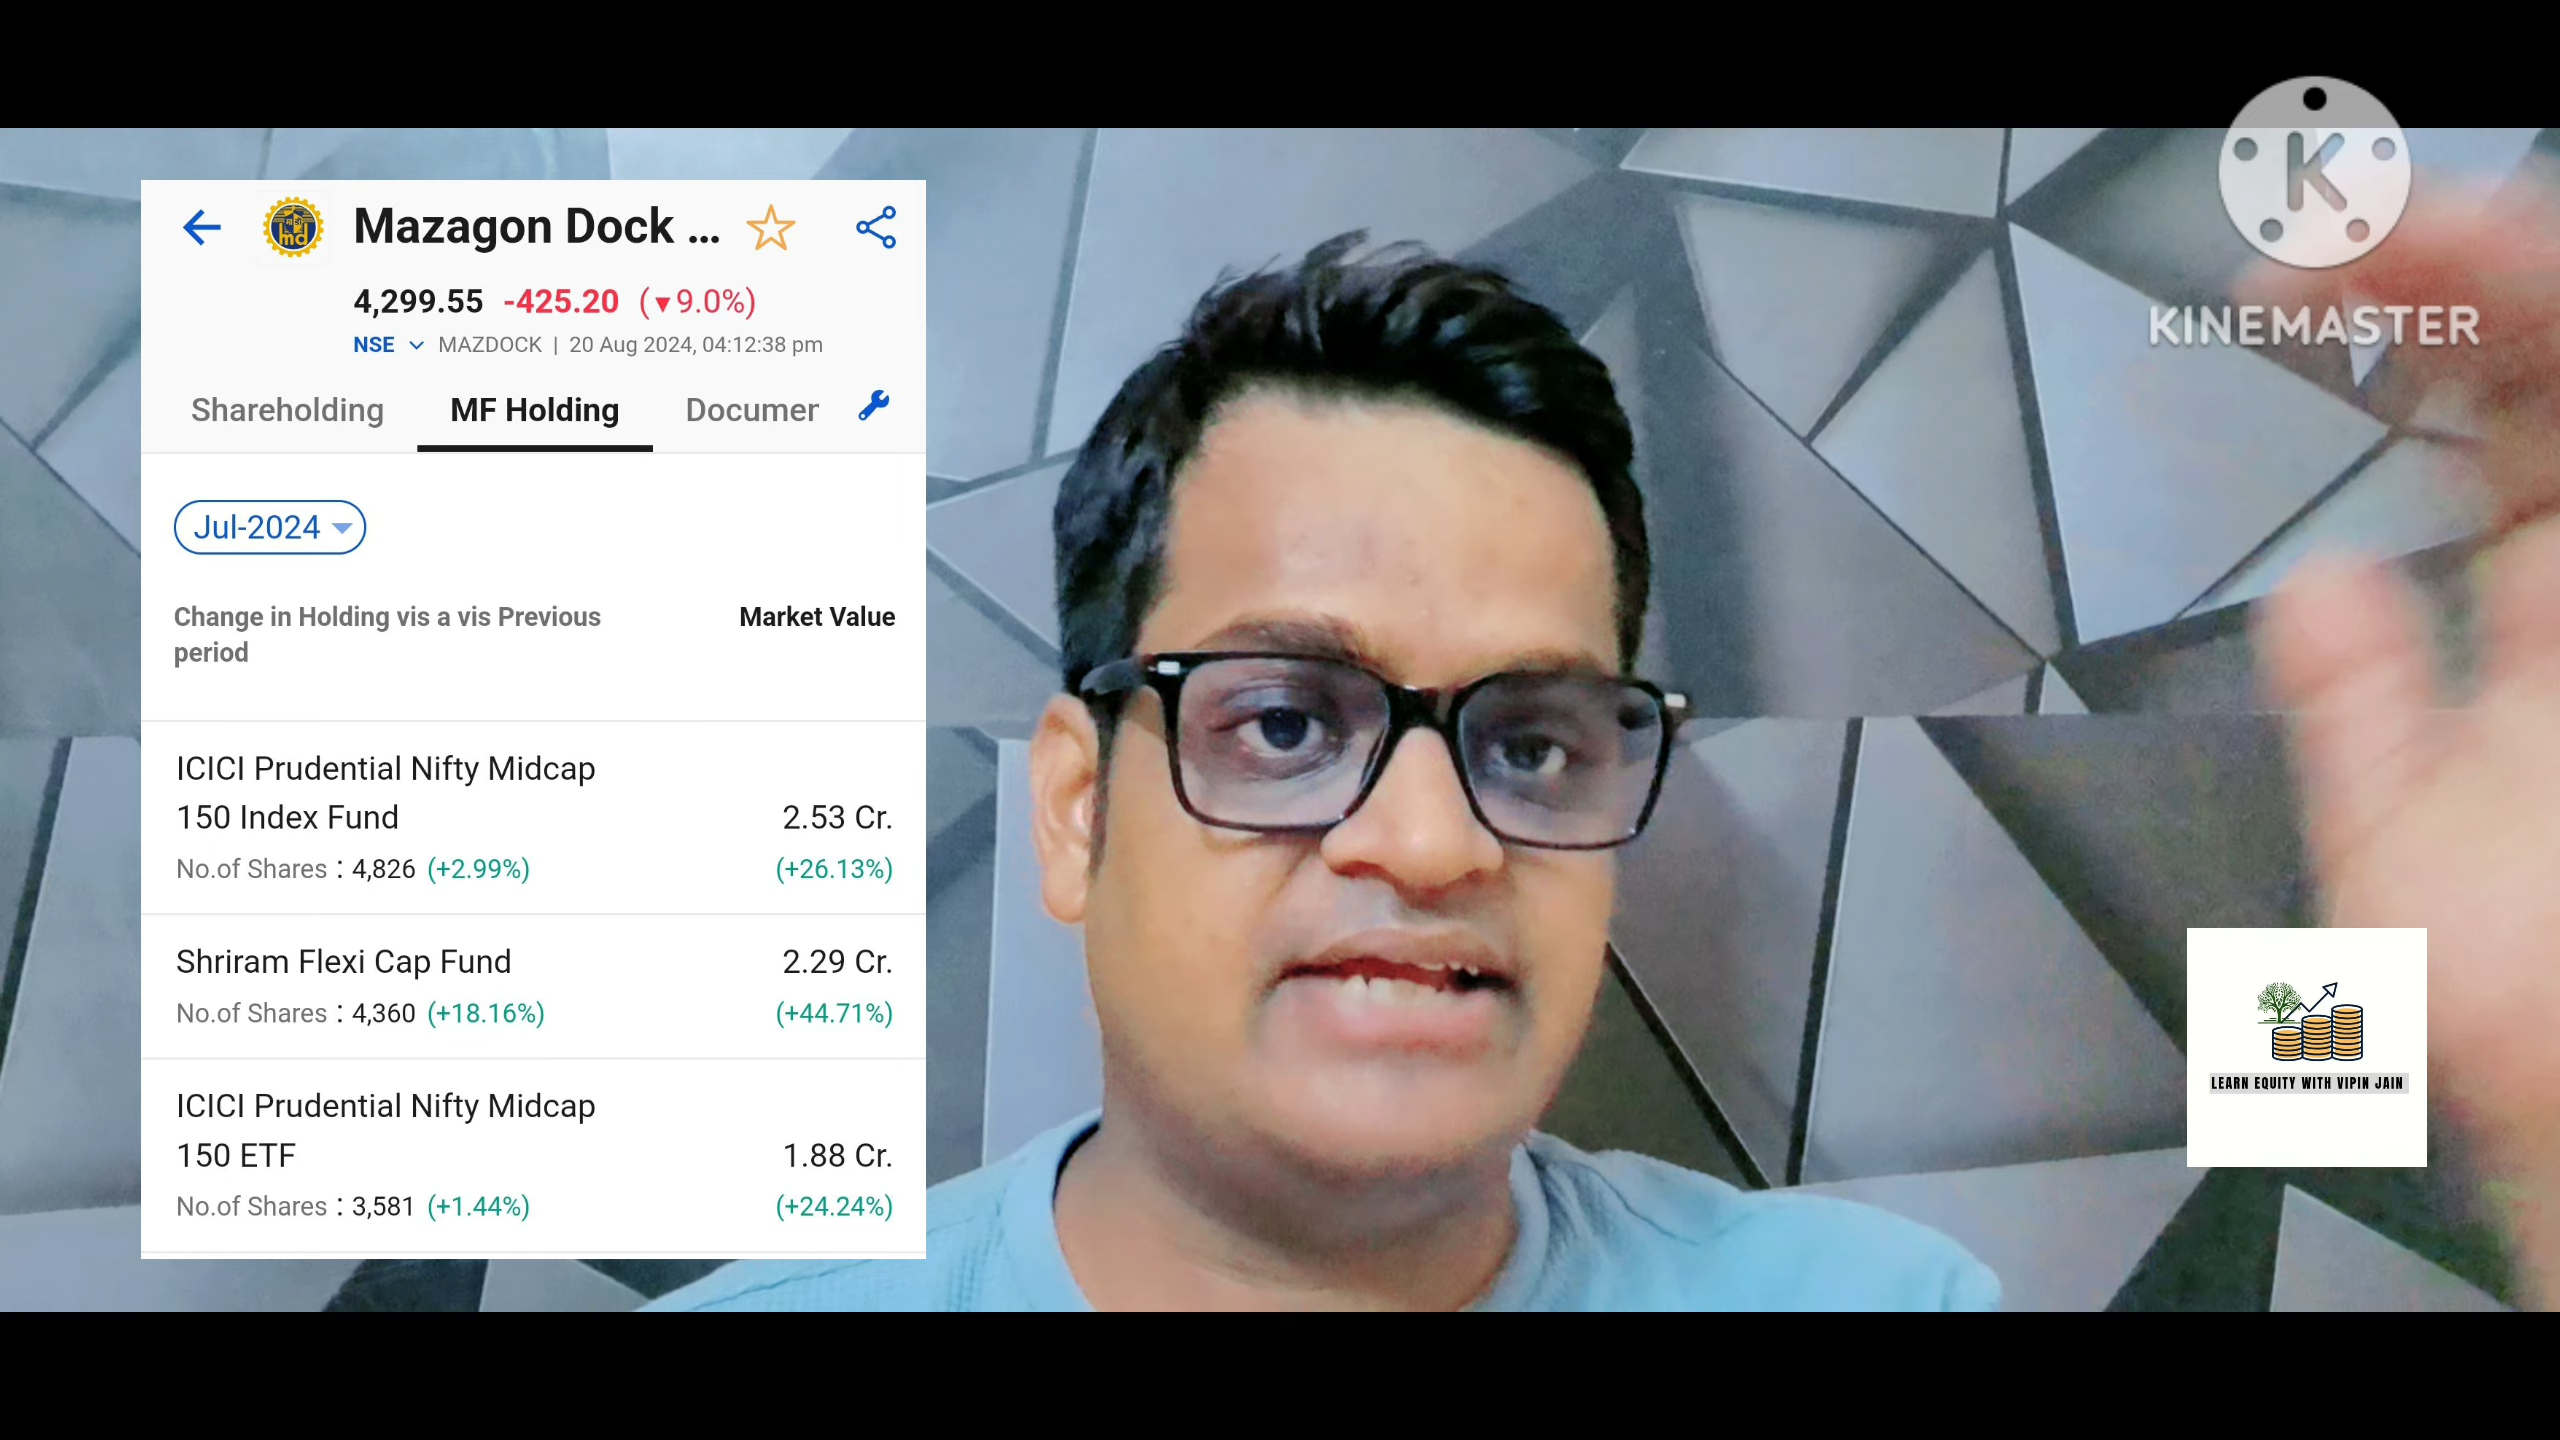 Mazagon Dock ...
4,299.55 -425.20 (▼9.0%)
NSE MAZDOCK | 20 Aug 2024, 04:12:38 pm
Shareholding MF Holding Documer
Jul-2024
Change in Holding vis a vis Previous
period
Market Value
ICICI Prudential Nifty Midcap
150 Index Fund 2.53 Cr.
No.of Shares : 4,826 (+2.99%) (+26.13%)
Shriram Flexi Cap Fund 2.29 Cr.
No.of Shares : 4,360 (+18.16%) (+44.71%)
ICICI Prudential Nifty Midcap
150 ETF 1.88 Cr.
No.of Shares : 3,581 (+1.44%) (+24.24%)
K
KINEMASTER
md
LEARN EQUITY WITH VIPIN JAIN